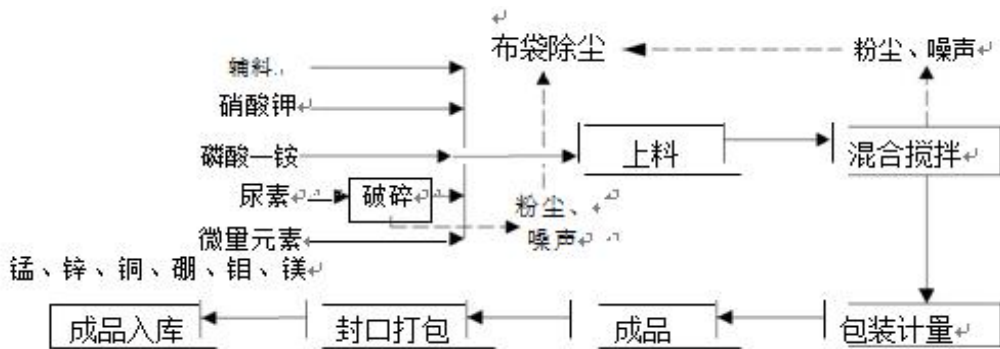 布袋除尘
粉尘、噪声
辅料
硝酸钾
磷酸一铵
上料
混合搅拌
尿素
破碎
粉尘、
噪声
微量元素
锰、锌、铜、硼、钼、镁
成品入库
封口打包
成品
包装计量